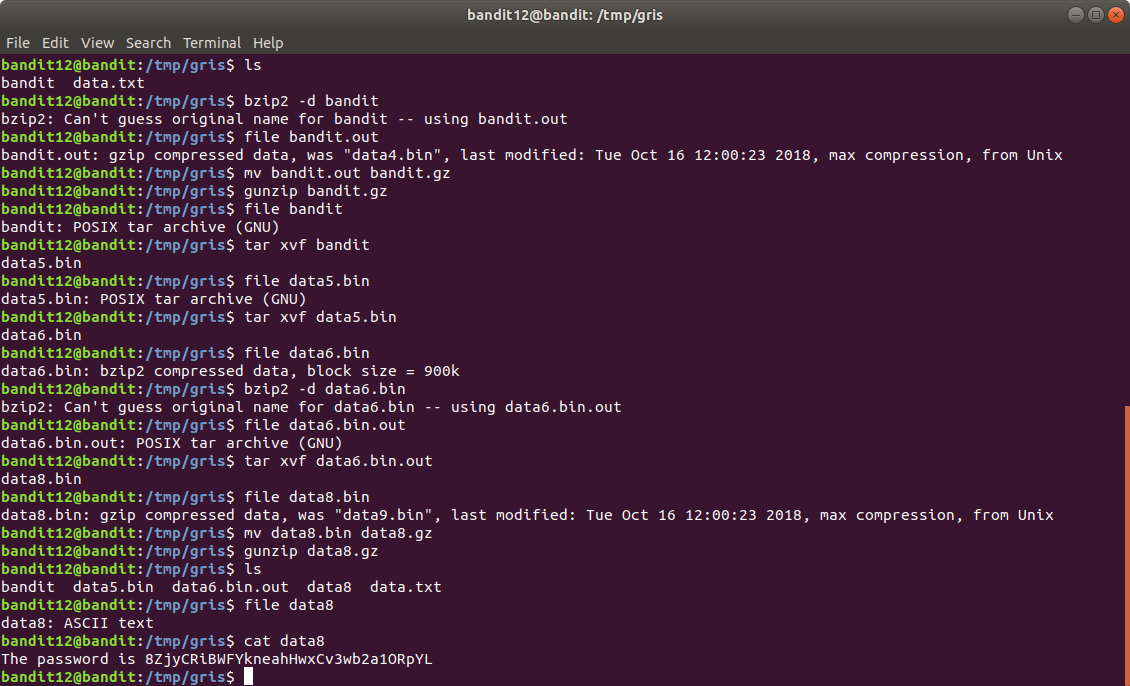 bandit12@bandit: /tmp/gris
File Edit View Search Terminal Help
bandit12@bandit:/tmp/gris$ ls
bandit  data.txt
bandit12@bandit:/tmp/gris$ bzip2 -d bandit
bzip2: Can't guess original name for bandit -- using bandit.out
bandit12@bandit:/tmp/gris$ file bandit.out
bandit.out: gzip compressed data, was "data4.bin", last modified: Tue Oct 16 12:00:23 2018, max compression, from Unix
bandit12@bandit:/tmp/gris$ mv bandit.out bandit.gz
bandit12@bandit:/tmp/gris$ gunzip bandit.gz
bandit12@bandit:/tmp/gris$ file bandit
bandit: POSIX tar archive (GNU)
bandit12@bandit:/tmp/gris$ tar xvf bandit
data5.bin
bandit12@bandit:/tmp/gris$ file data5.bin
data5.bin: POSIX tar archive (GNU)
bandit12@bandit:/tmp/gris$ tar xvf data5.bin
data6.bin
bandit12@bandit:/tmp/gris$ file data6.bin
data6.bin: bzip2 compressed data, block size = 900k
bandit12@bandit:/tmp/gris$ bzip2 -d data6.bin
bzip2: Can't guess original name for data6.bin -- using data6.bin.out
bandit12@bandit:/tmp/gris$ file data6.bin.out
data6.bin.out: POSIX tar archive (GNU)
bandit12@bandit:/tmp/gris$ tar xvf data6.bin.out
data8.bin
bandit12@bandit:/tmp/gris$ file data8.bin
data8.bin: gzip compressed data, was "data9.bin", last modified: Tue Oct 16 12:00:23 2018, max compression, from Unix
bandit12@bandit:/tmp/gris$ mv data8.bin data8.gz
bandit12@bandit:/tmp/gris$ gunzip data8.gz
bandit12@bandit:/tmp/gris$ ls
bandit  data5.bin  data6.bin.out  data8  data.txt
bandit12@bandit:/tmp/gris$ file data8
data8: ASCII text
bandit12@bandit:/tmp/gris$ cat data8
The password is 8ZjyCRiBWFYkneahHwxCv3wb2a1ORpYL
bandit12@bandit:/tmp/gris$